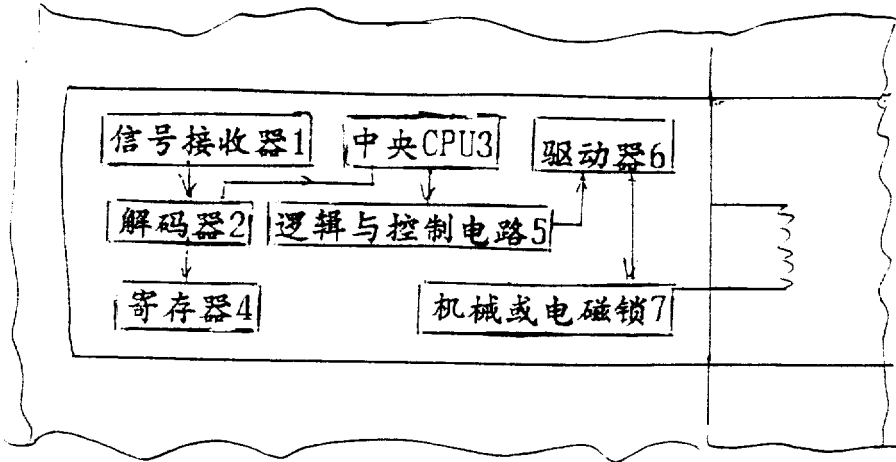 信号接收器1
中央CPU3
驱动器6
解码器2
逻辑与控制电路5
寄存器4
机械或电磁锁7